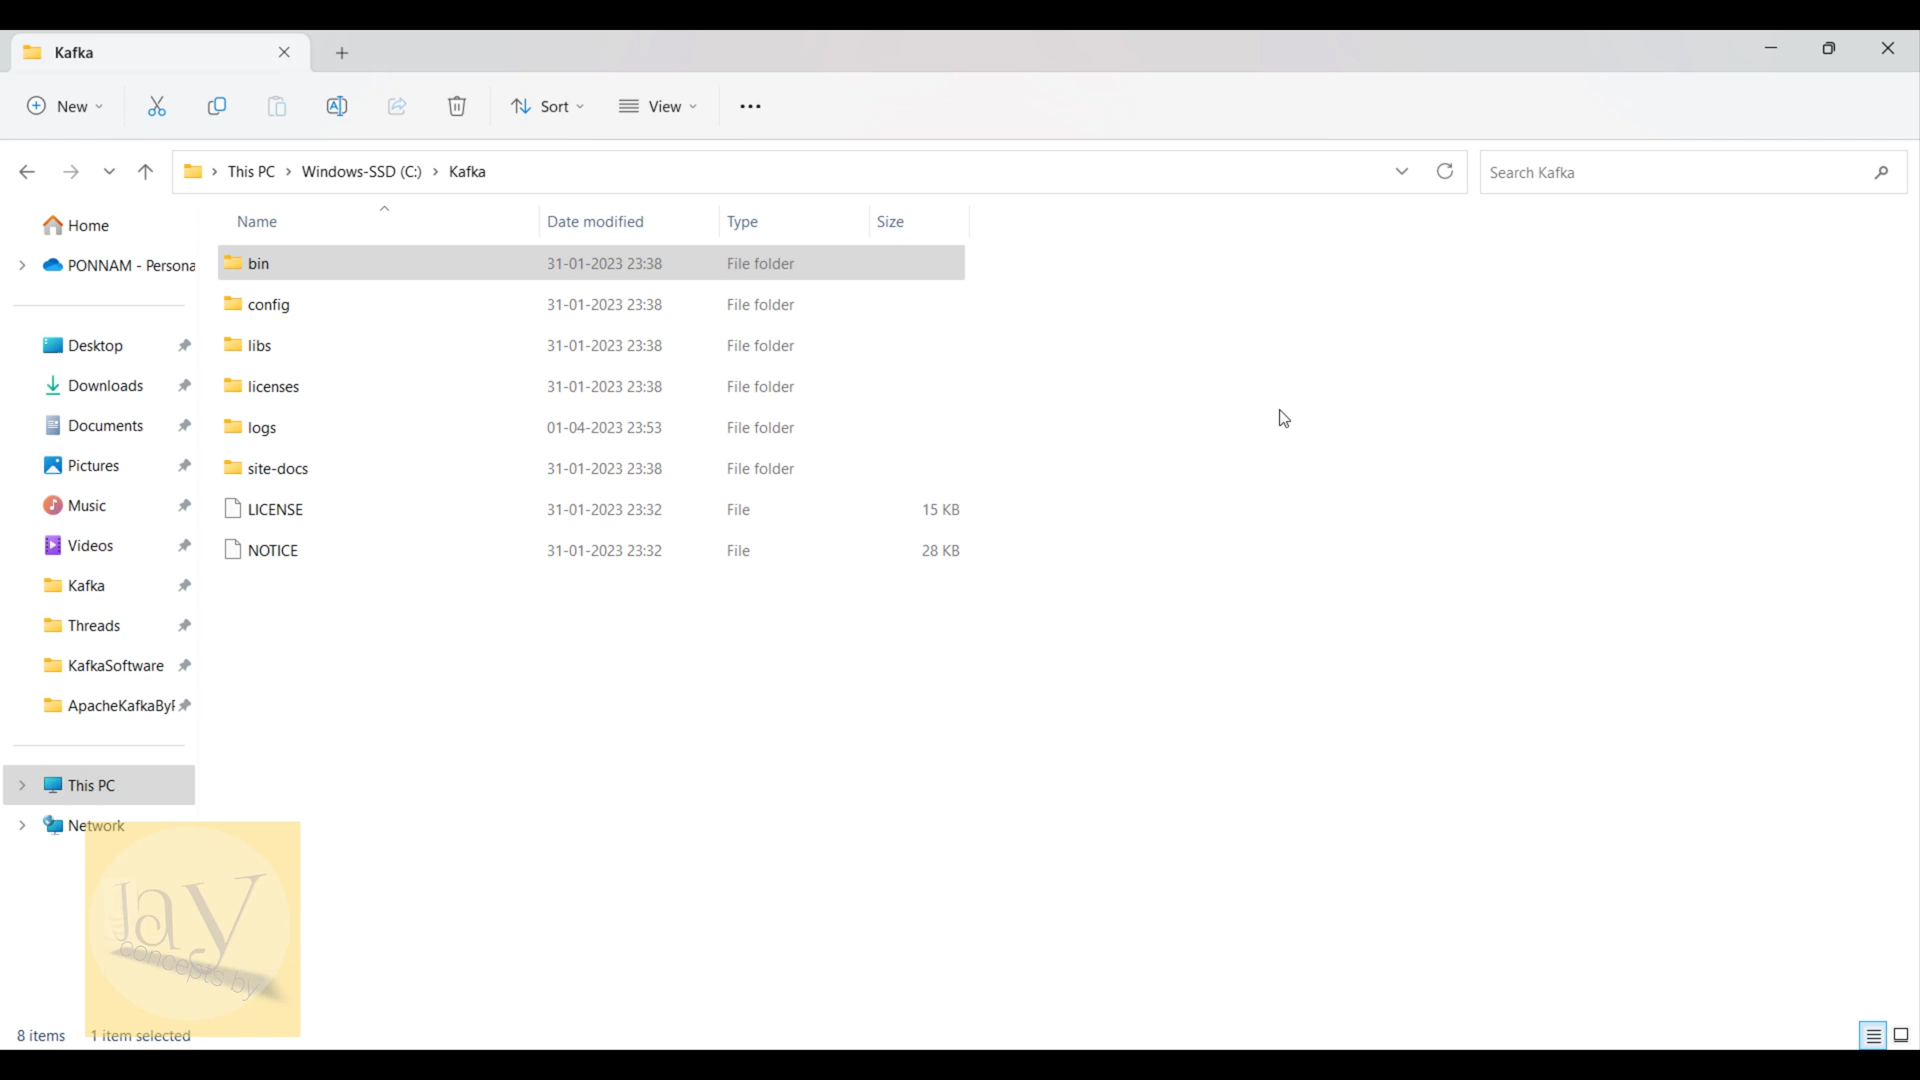 Kafka
New
Sort
View
This PC > Windows-SSD (C:) > Kafka
Search Kafka
Name Date modified Type Size
bin 31-01-2023 23:38 File folder
config 31-01-2023 23:38 File folder
libs 31-01-2023 23:38 File folder
licenses 31-01-2023 23:38 File folder
logs 01-04-2023 23:53 File folder
site-docs 31-01-2023 23:38 File folder
LICENSE 31-01-2023 23:32 File 15 KB
NOTICE 31-01-2023 23:32 File 28 KB
Home
PONNAM - Persona
Desktop
Downloads
Documents
Pictures
Music
Videos
Kafka
Threads
KafkaSoftware
ApacheKafkaByF
This PC
Network
Jay
concepts by
8 items 1 item selected